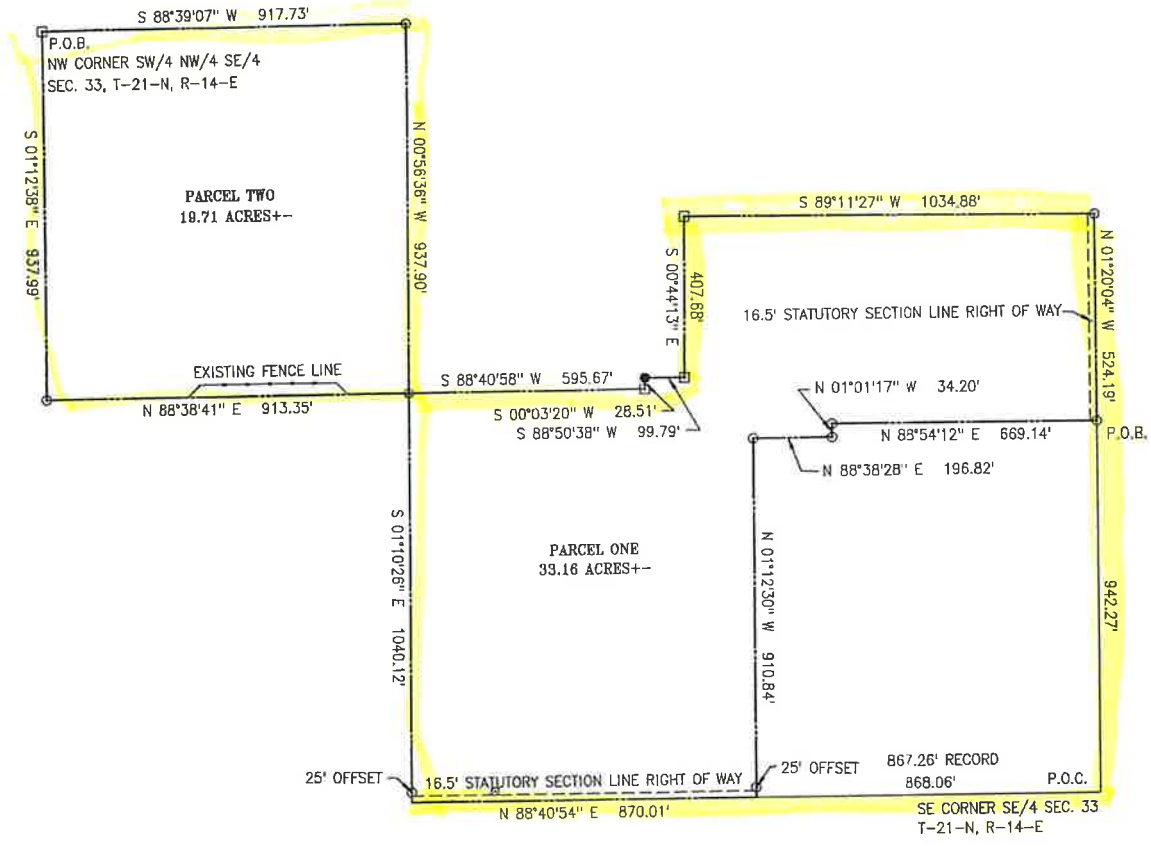 S 88°39'07" W 917.73'
P.O.B.
NW CORNER SW/4 NW/4 SE/4
SEC. 33, T-21-N, R-14-E
S 01°12'38" E 937.99'
N 00°56'36" W 937.90'
PARCEL TWO
19.71 ACRES+-
EXISTING FENCE LINE
N 88°38'41" E 913.35'
S 89°11'27" W 1034.88'
S 00°44'13" E
407.68'
N 01°20'04" W 524.19'
16.5' STATUTORY SECTION LINE RIGHT OF WAY
S 88°40'58" W 595.67'
S 00°03'20" W 28.51'
S 88°50'38" W 99.79'
N 01°01'17" W 34.20'
N 88°54'12" E 669.14'
P.O.B.
N 88°38'28" E 196.82'
S 01°10'26" E 1040.12'
PARCEL ONE
33.16 ACRES+-
N 01°12'30" W 910.84'
942.27'
25' OFFSET
16.5' STATUTORY SECTION LINE RIGHT OF WAY
25' OFFSET
867.26' RECORD
868.06'
P.O.C.
N 88°40'54" E 870.01'
SE CORNER SE/4 SEC. 33
T-21-N, R-14-E